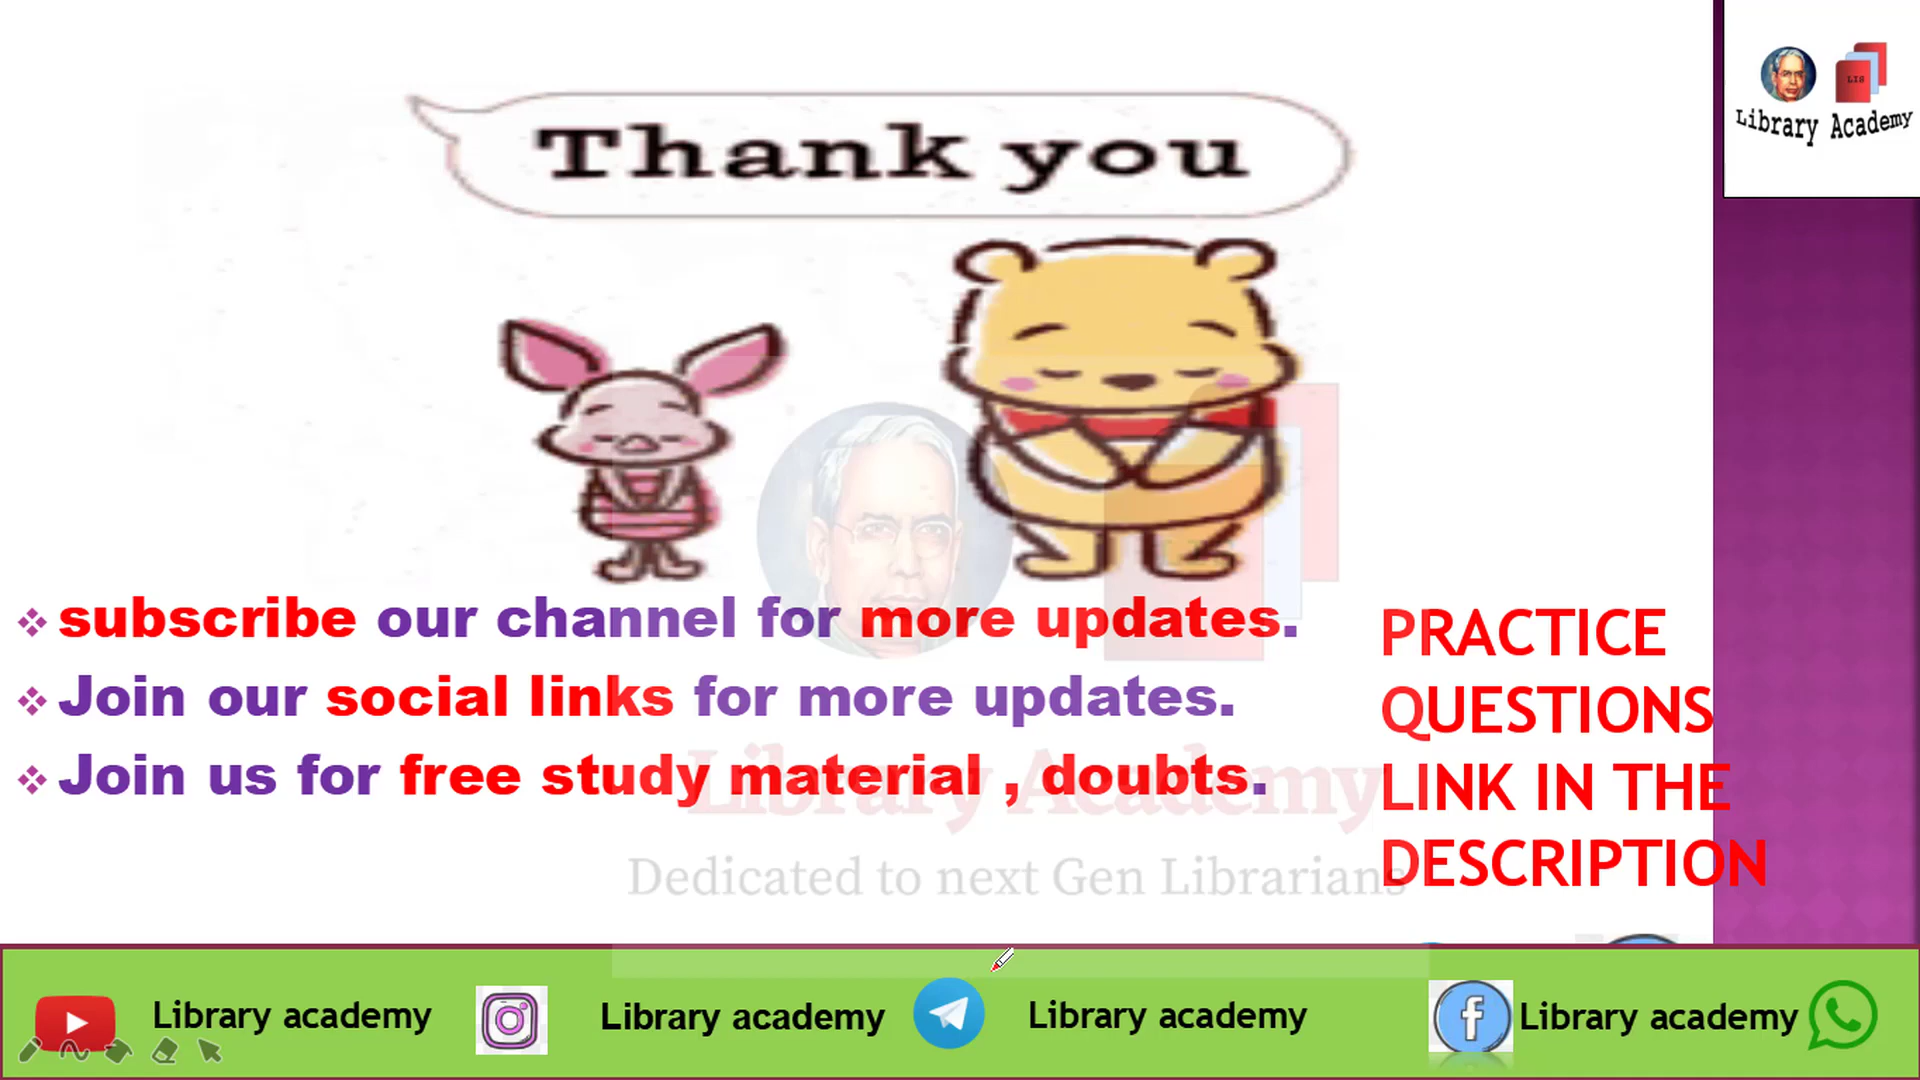 LIS
Library Academy
Thank you
subscribe our channel for more updates.
Join our social links for more updates.
Join us for free study material , doubts.
PRACTICE
QUESTIONS
LINK IN THE
DESCRIPTION
Library Academy
Dedicated to next Gen Librarians
Library academy
Library academy
Library academy
Library academy